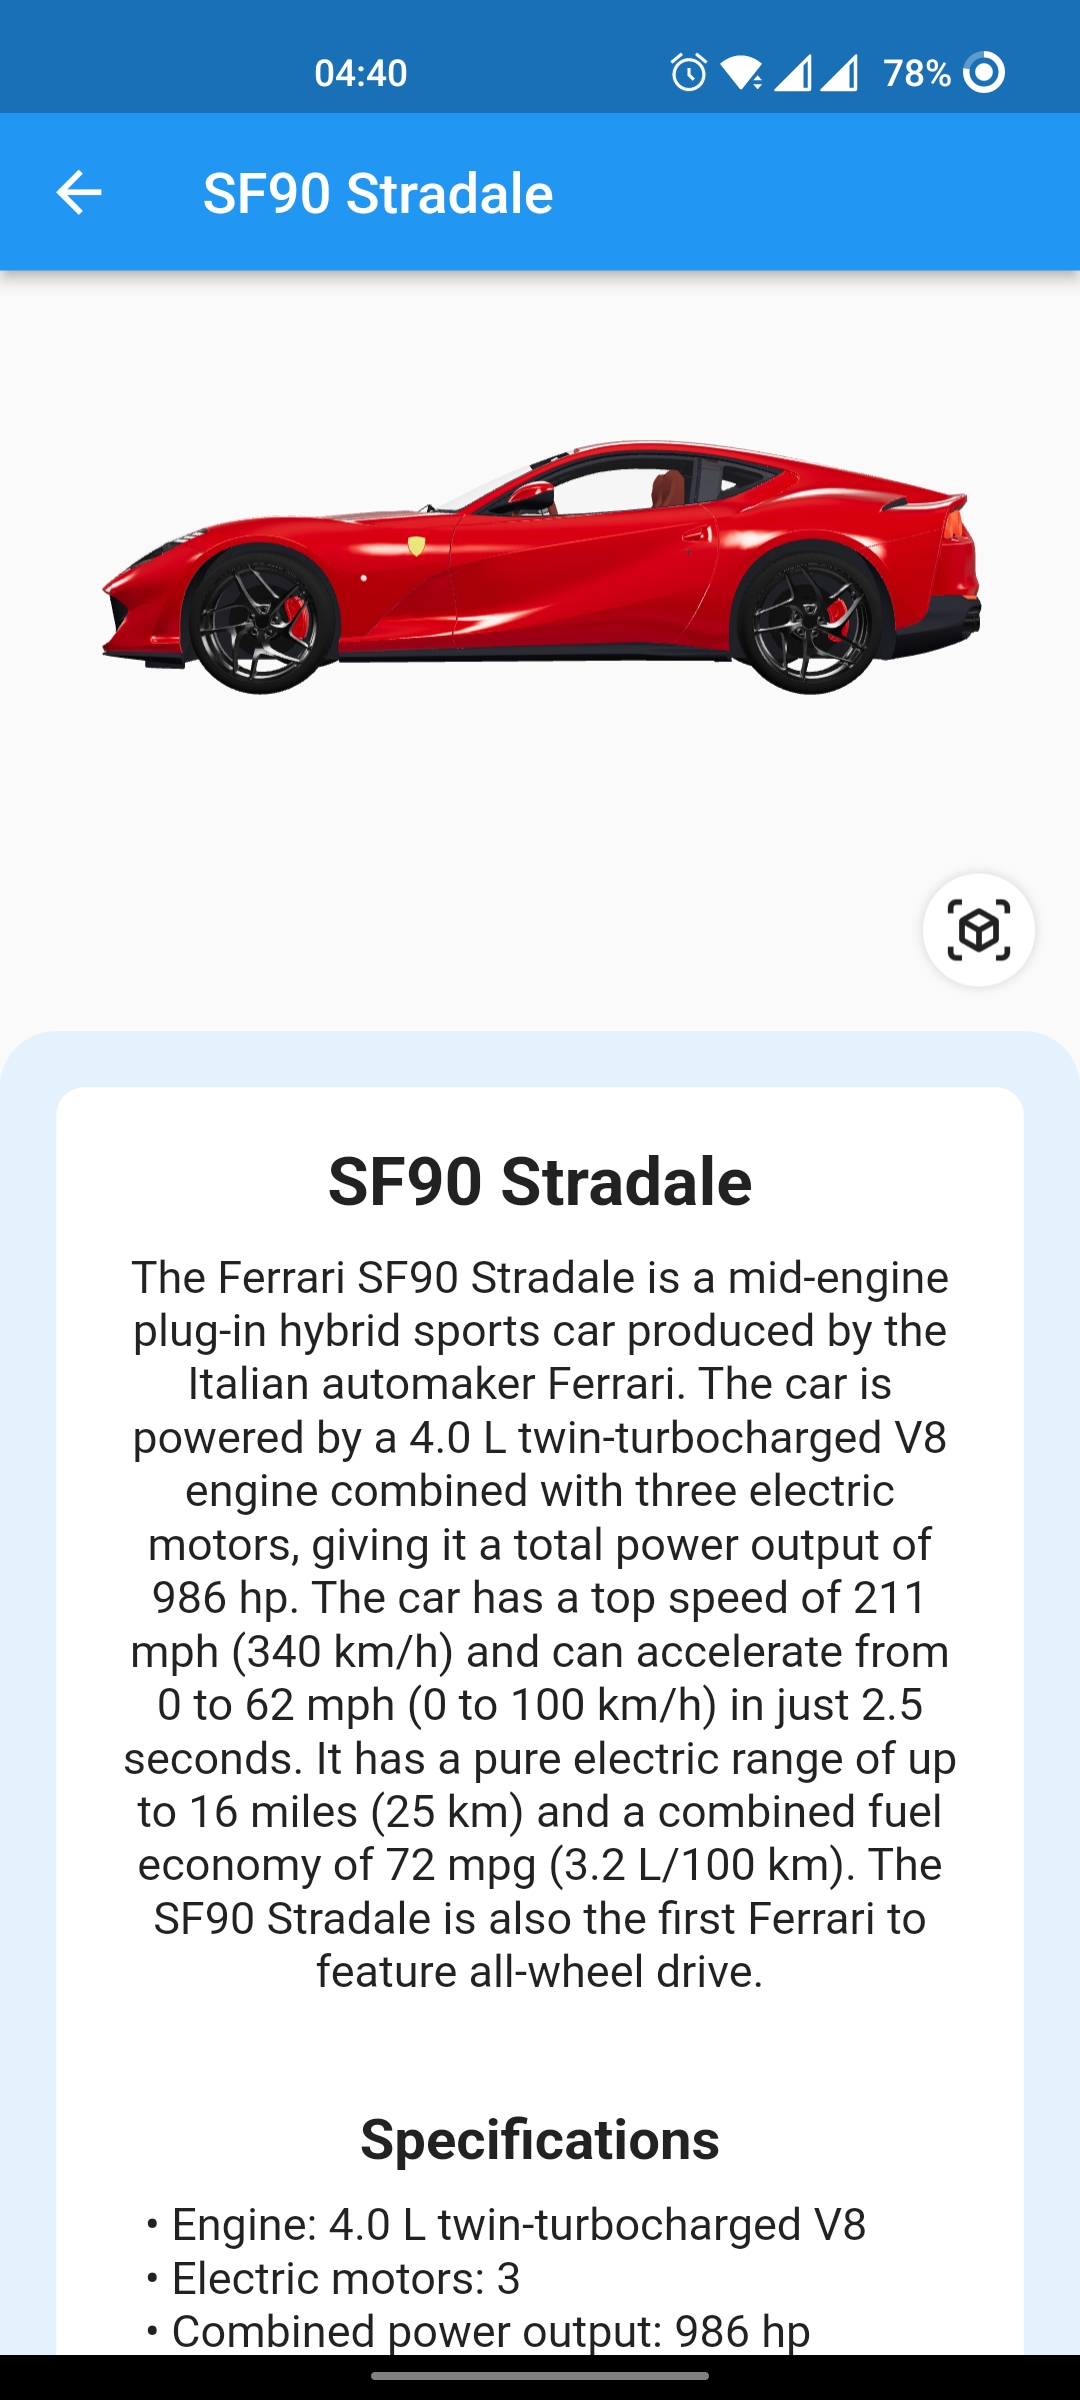 04:40
78%
SF90 Stradale
SF90 Stradale
The Ferrari SF90 Stradale is a mid-engine
plug-in hybrid sports car produced by the
Italian automaker Ferrari. The car is
powered by a 4.0 L twin-turbocharged V8
engine combined with three electric
motors, giving it a total power output of
986 hp. The car has a top speed of 211
mph (340 km/h) and can accelerate from
0 to 62 mph (0 to 100 km/h) in just 2.5
seconds. It has a pure electric range of up
to 16 miles (25 km) and a combined fuel
economy of 72 mpg (3.2 L/100 km). The
SF90 Stradale is also the first Ferrari to
feature all-wheel drive.
Specifications
• Engine: 4.0 L twin-turbocharged V8
• Electric motors: 3
• Combined power output: 986 hp